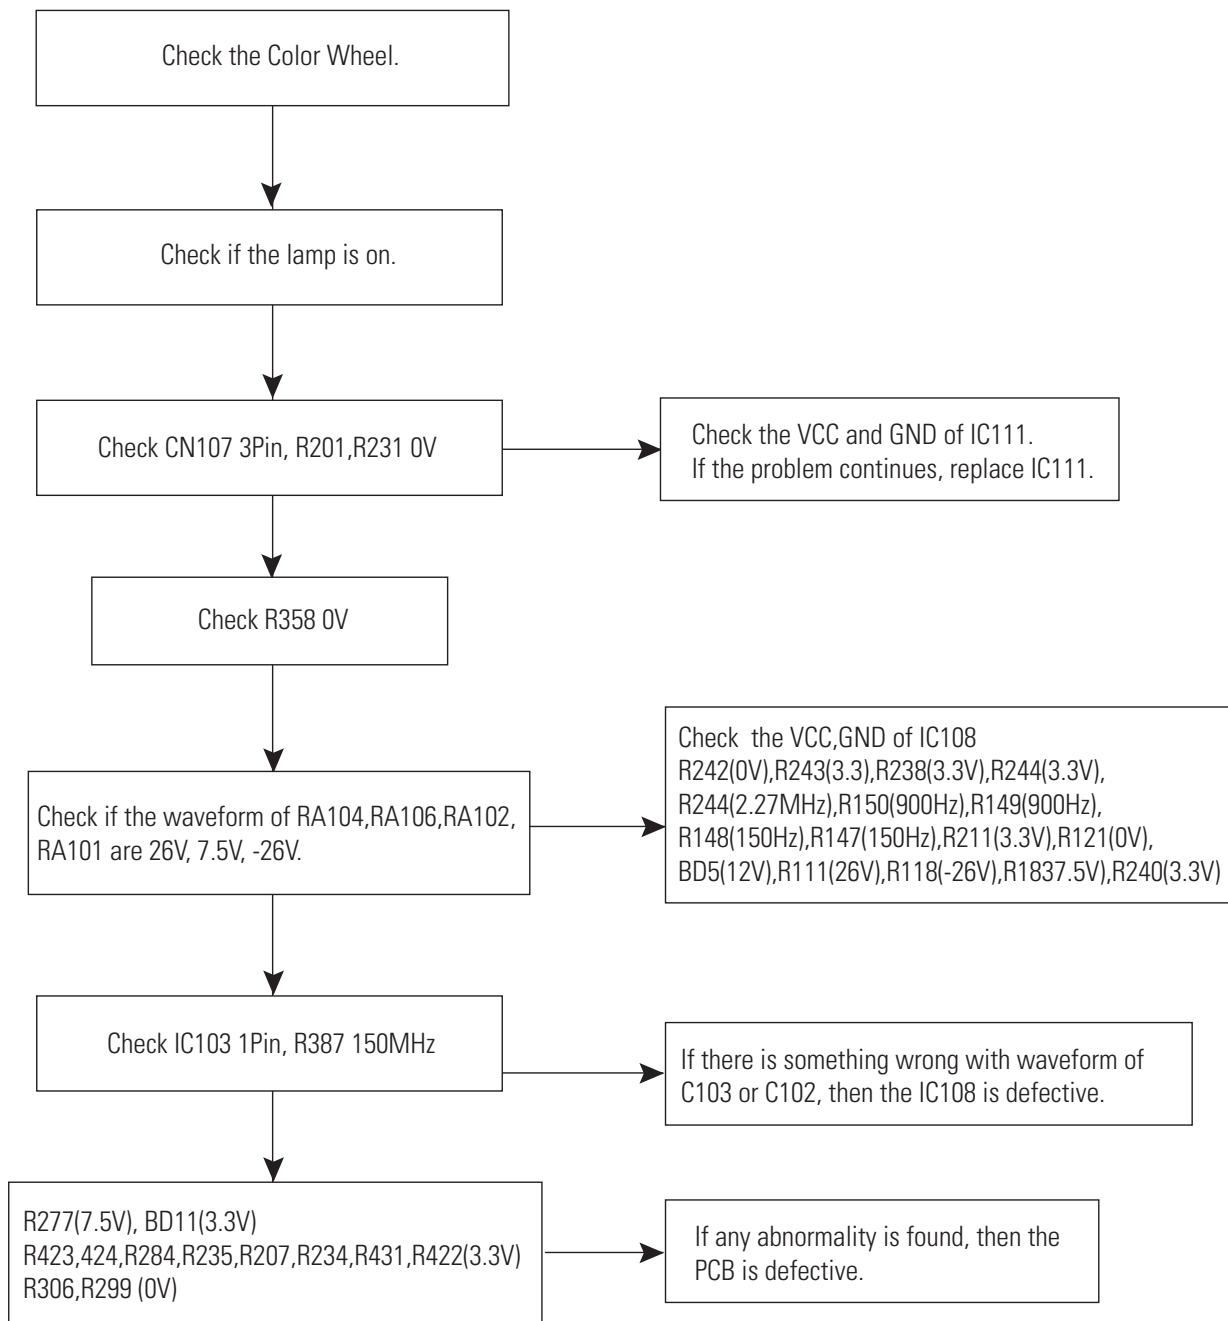 Check the Color Wheel.
Check if the lamp is on.
Check CN107 3Pin, R201,R231 0V
Check the VCC and GND of IC111.
If the problem continues, replace IC111.
Check R358 0V
Check if the waveform of RA104,RA106,RA102,
RA101 are 26V, 7.5V, -26V.
Check  the VCC,GND of IC108
R242(0V),R243(3.3),R238(3.3V),R244(3.3V),
R244(2.27MHz),R150(900Hz),R149(900Hz),
R148(150Hz),R147(150Hz),R211(3.3V),R121(0V),
BD5(12V),R111(26V),R118(-26V),R1837.5V),R240(3.3V)
Check IC103 1Pin, R387 150MHz
If there is something wrong with waveform of
C103 or C102, then the IC108 is defective.
R277(7.5V), BD11(3.3V)
R423,424,R284,R235,R207,R234,R431,R422(3.3V)
R306,R299 (0V)
If any abnormality is found, then the
PCB is defective.